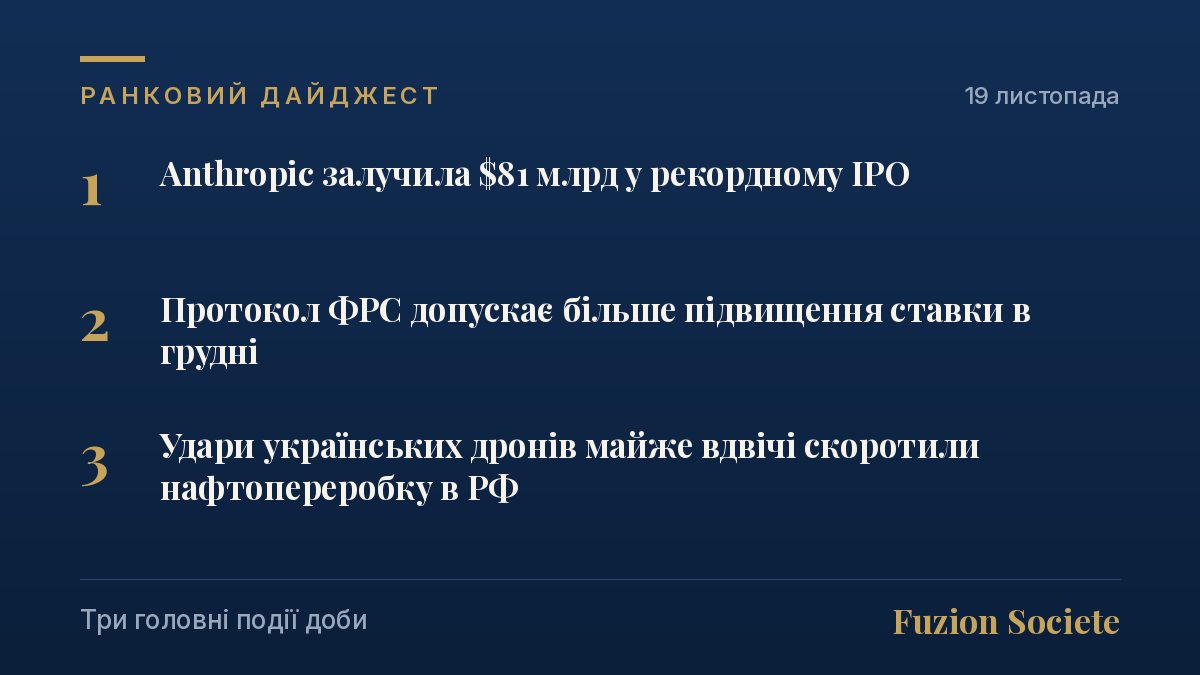 РАНКОВИЙ ДАЙДЖЕСТ
19 листопада
1
Anthropic залучила $81 млрд у рекордному IPO
2
Протокол ФРС допускає більше підвищення ставки в
грудні
3
Удари українських дронів майже вдвічі скоротили
нафтопереробку в РФ
Три головні події доби
Fuzion Societe